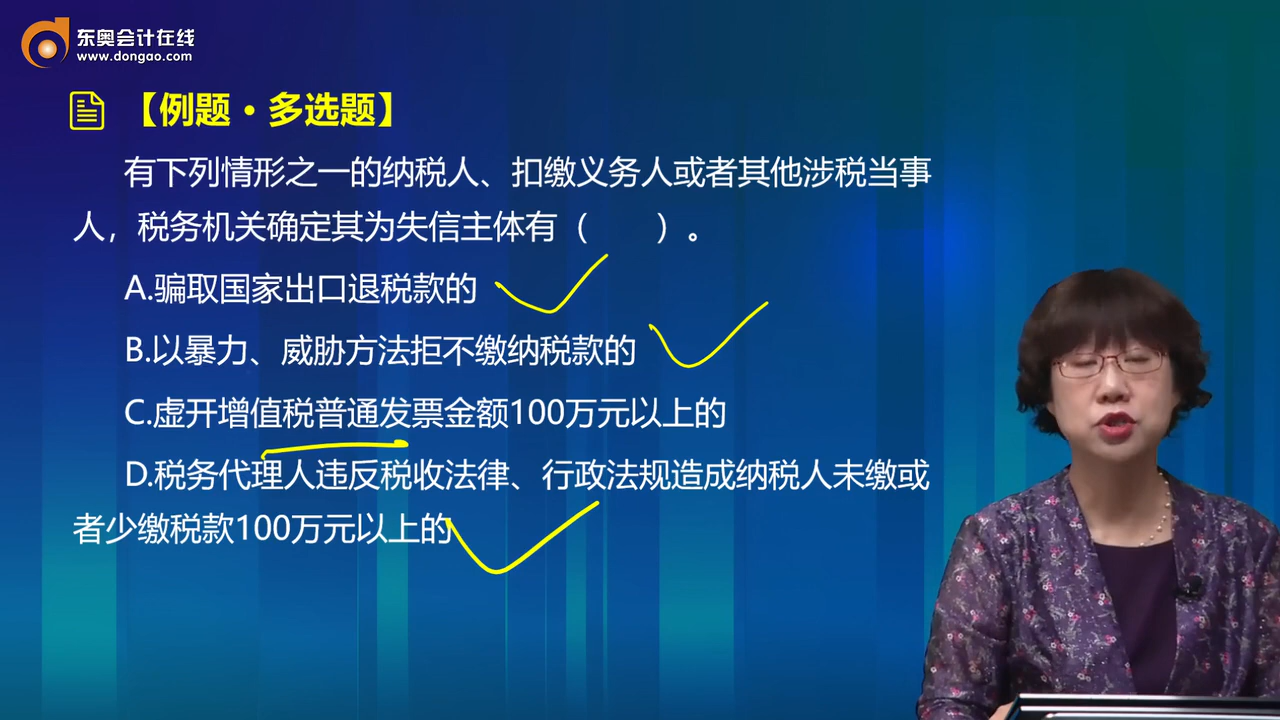 东奥会计在线
www.dongao.com
【例题·多选题】
有下列情形之一的纳税人、扣缴义务人或者其他涉税当事
人，税务机关确定其为失信主体有（　　）。
A.骗取国家出口退税款的
B.以暴力、威胁方法拒不缴纳税款的
C.虚开增值税普通发票金额100万元以上的
D.税务代理人违反税收法律、行政法规造成纳税人未缴或
者少缴税款100万元以上的